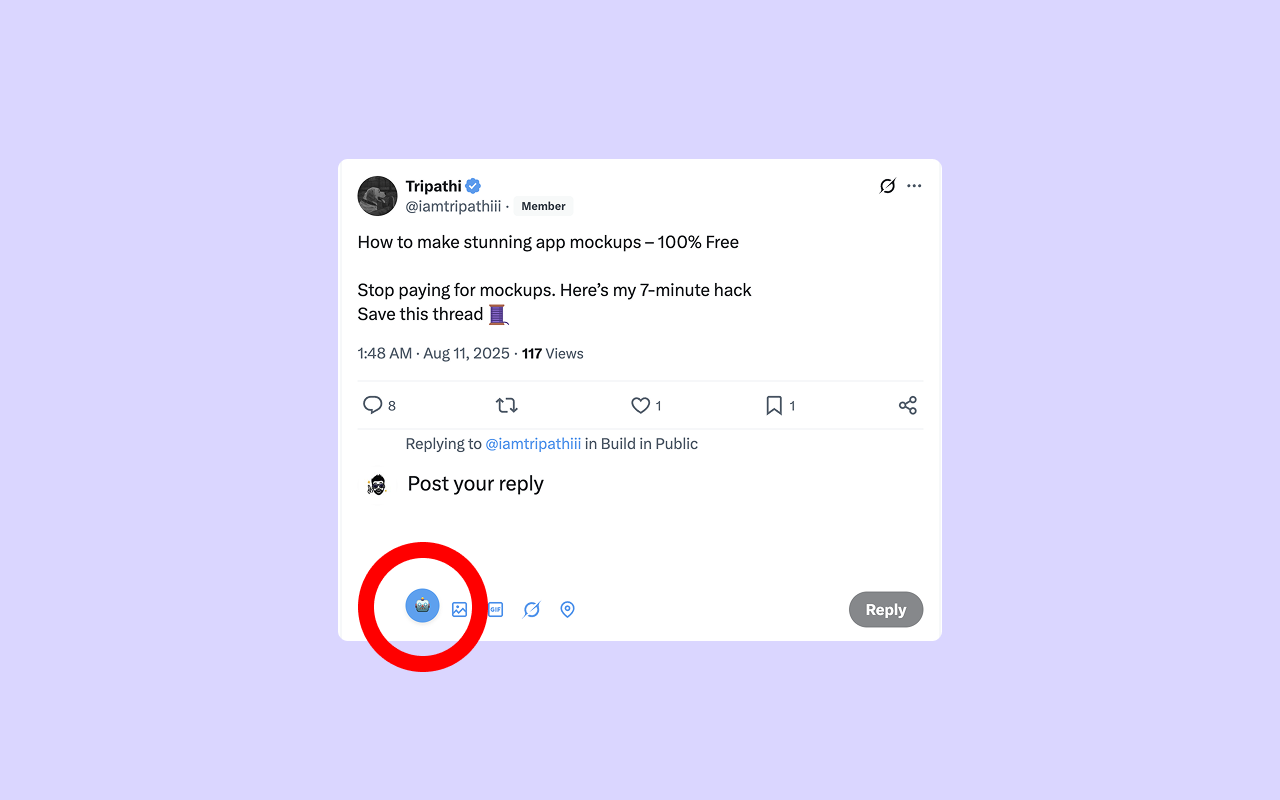 Tripathi
@iamtripathiii · Member
How to make stunning app mockups – 100% Free
Stop paying for mockups. Here’s my 7-minute hack
Save this thread 🧵
1:48 AM · Aug 11, 2025 · 117 Views
8 1 1
Replying to @iamtripathiii in Build in Public
Post your reply
GIF
Reply